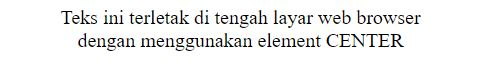 Teks ini terletak di tengah layar web browser
dengan menggunakan element CENTER